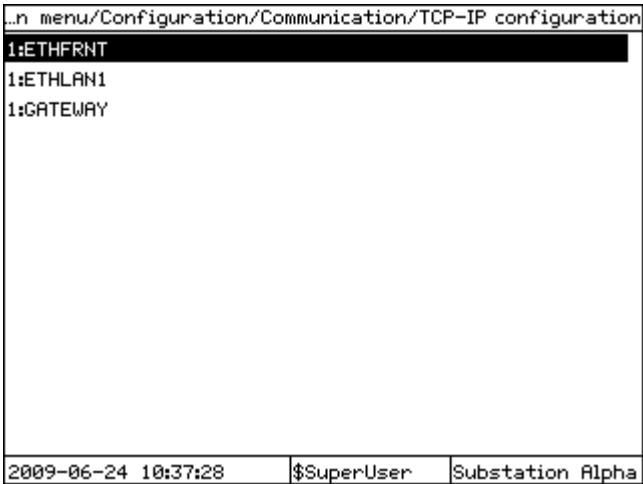 …n menu/Configuration/Communication/TCP-IP configuration
1:ETHFRNT
1:ETHLAN1
1:GATEWAY
2009-06-24 10:37:28 $SuperUser Substation Alpha